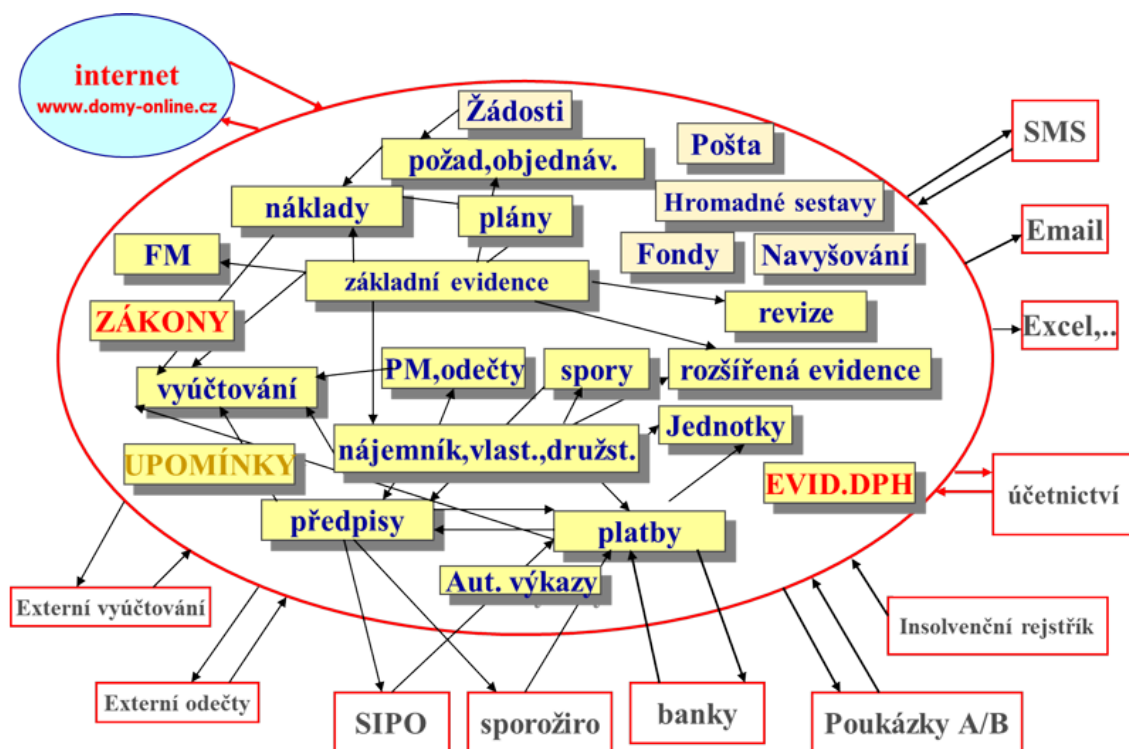 internet
www.domy-online.cz
Žádosti
požad,objednáv.
Pošta
SMS
náklady
plány
Hromadné sestavy
Email
FM
základní evidence
Fondy
Navyšování
ZÁKONY
revize
Excel,..
vyúčtování
PM,odečty
spory
rozšířená evidence
Jednotky
UPOMÍNKY
nájemník,vlast.,družst.
EVID.DPH
účetnictví
předpisy
platby
Aut. výkazy
Externí vyúčtování
Insolvenční rejstřík
Externí odečty
SIPO
sporožiro
banky
Poukázky A/B